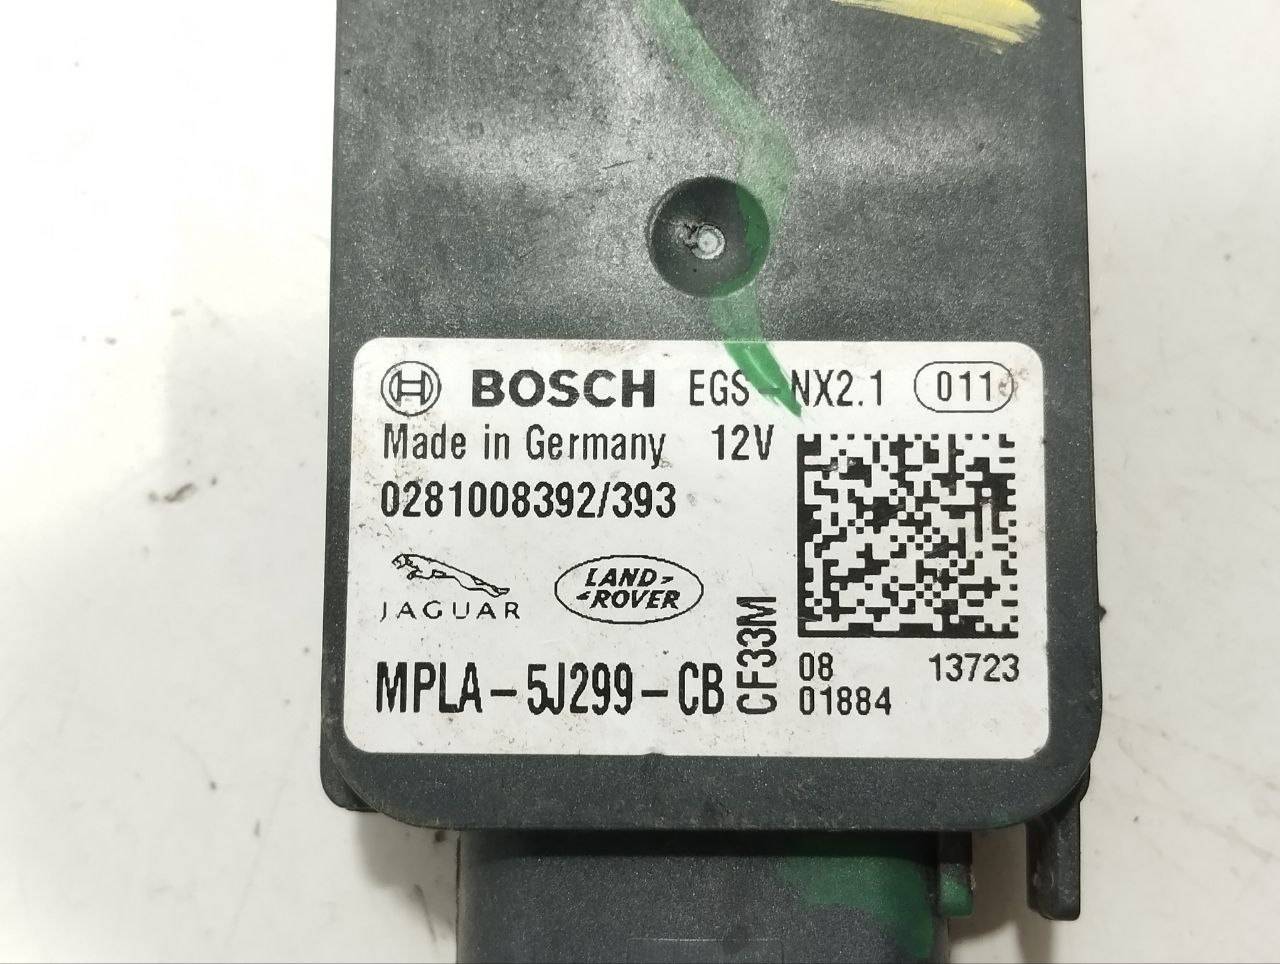 BOSCH EGS-NX2.1 011
Made in Germany 12V
0281008392/393
JAGUAR
LAND-
-ROVER
MPLA-5J299-CB
CF33M
08 13723
01884